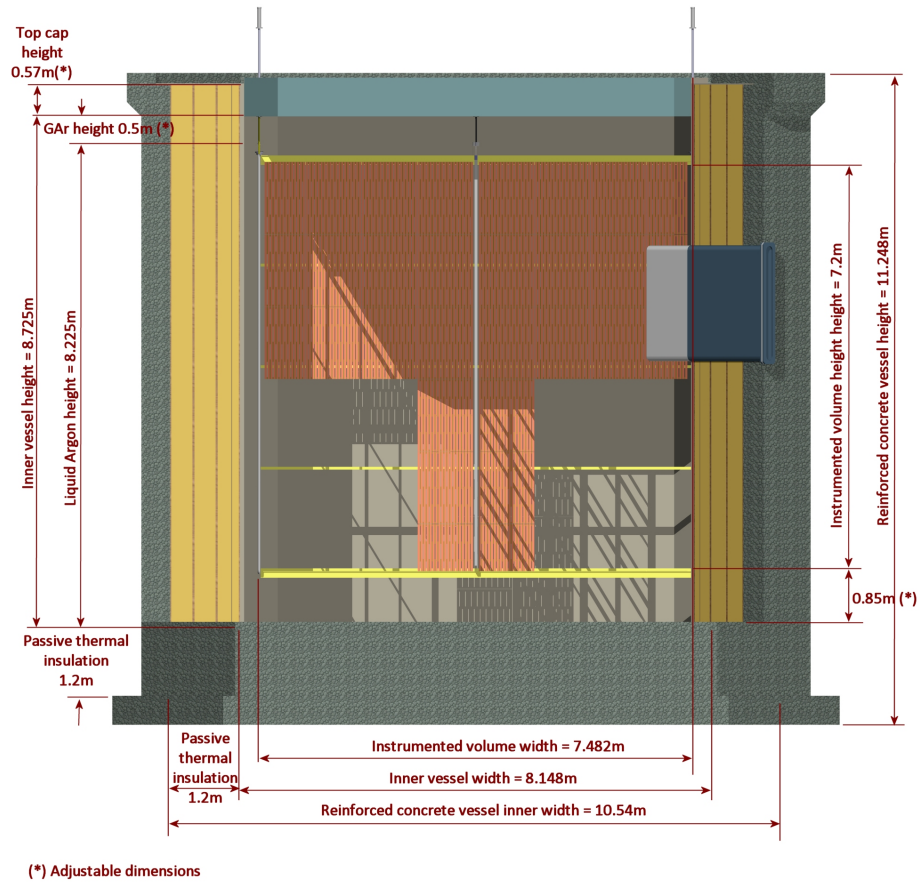 Top cap
height
0.57m(*)
GAr height 0.5m (*)
Inner vessel height = 8.725m
Liquid Argon height = 8.225m
Instrumented volume height height = 7.2m
Reinforced concrete vessel height = 11.248m
0.85m (*)
Passive thermal
insulation
1.2m
Passive
thermal
insulation
1.2m
Instrumented volume width = 7.482m
Inner vessel width = 8.148m
Reinforced concrete vessel inner width = 10.54m
(*) Adjustable dimensions